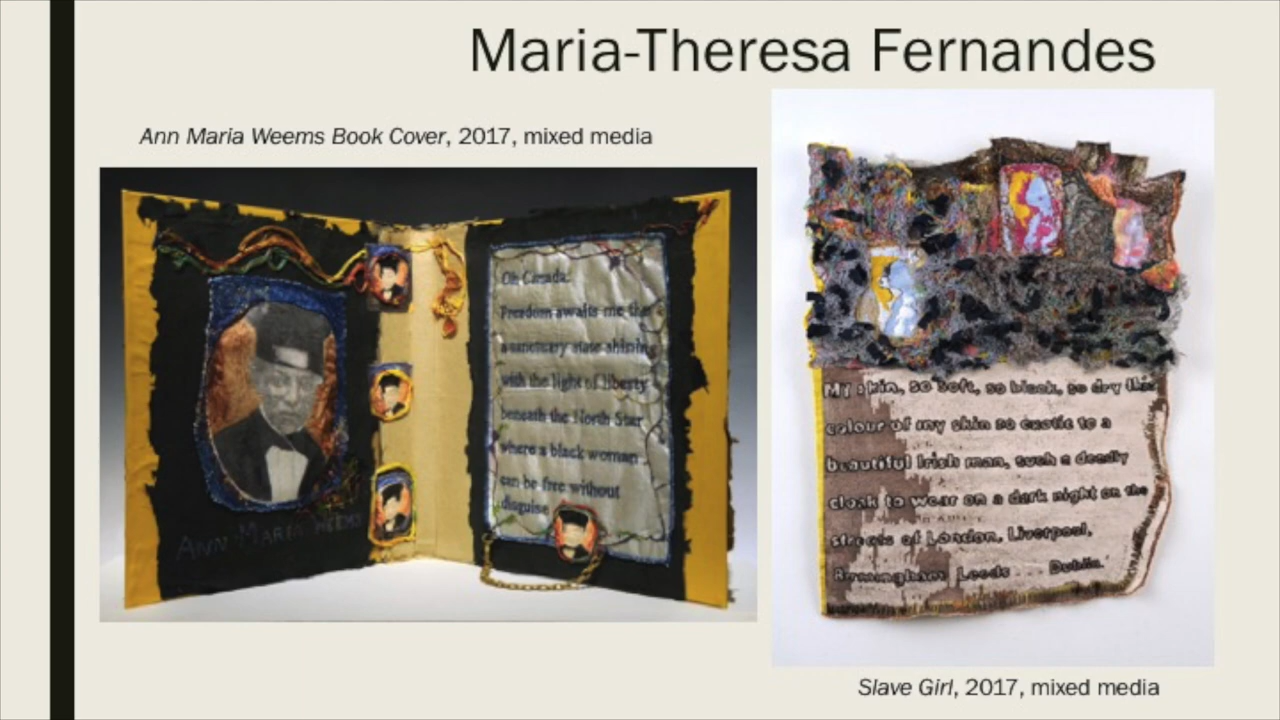 Maria-Theresa Fernandes
Ann Maria Weems Book Cover, 2017, mixed media
ANN MARIA WEEMS
Oh Canada.
Freedom awaits me the
a sanctuary state shining
with the light of liberty
beneath the North Star
where a black woman
can be free without
disguise
My skin, so soft, so black, so dry the
colour of my skin so exotic to a
beautiful Irish man, such a deadly
cloak to wear on a dark night on the
streets of London, Liverpool,
Birmingham, Leeds Dublin.
Slave Girl, 2017, mixed media